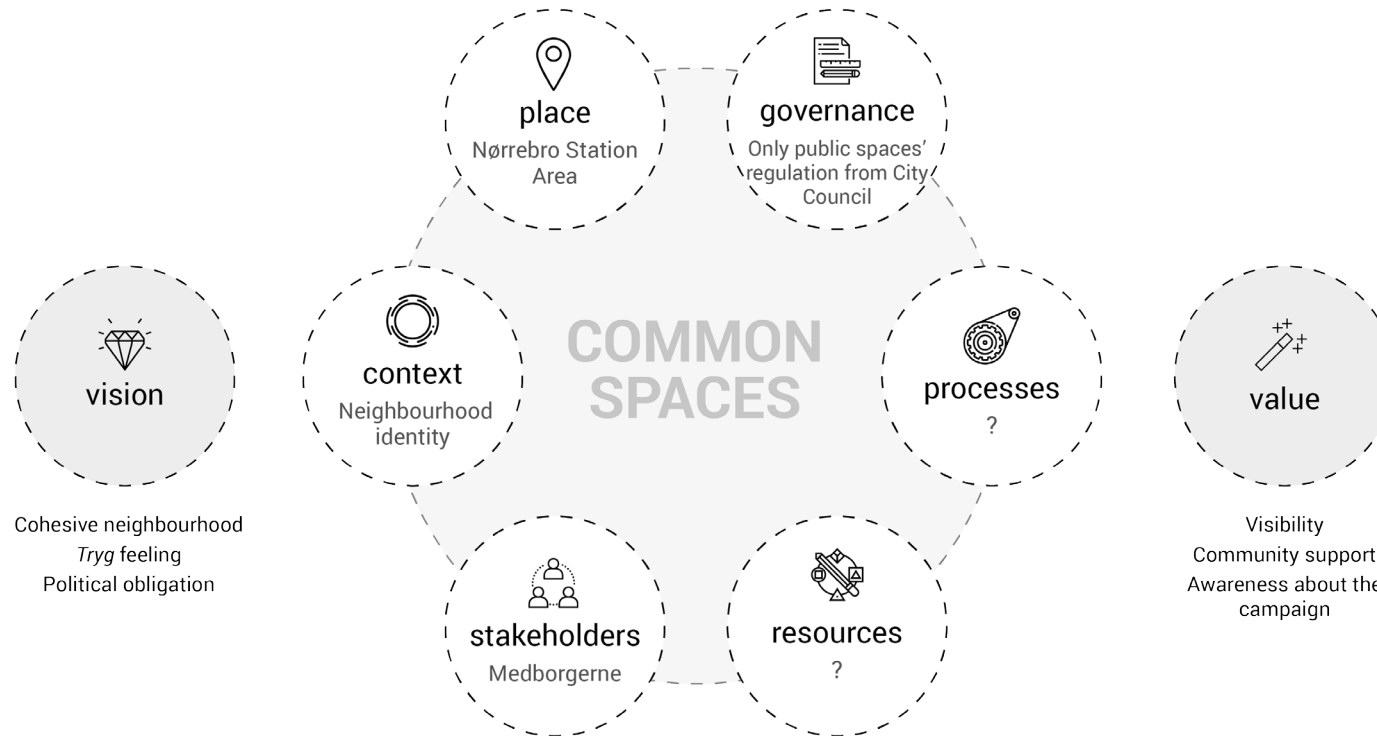 place
Nørrebro Station
Area
governance
Only public spaces’
regulation from City
Council
vision
Cohesive neighbourhood
Tryg feeling
Political obligation
context
Neighbourhood
identity
COMMON
SPACES
processes
?
value
Visibility
Community support
Awareness about the
campaign
stakeholders
Medborgerne
resources
?